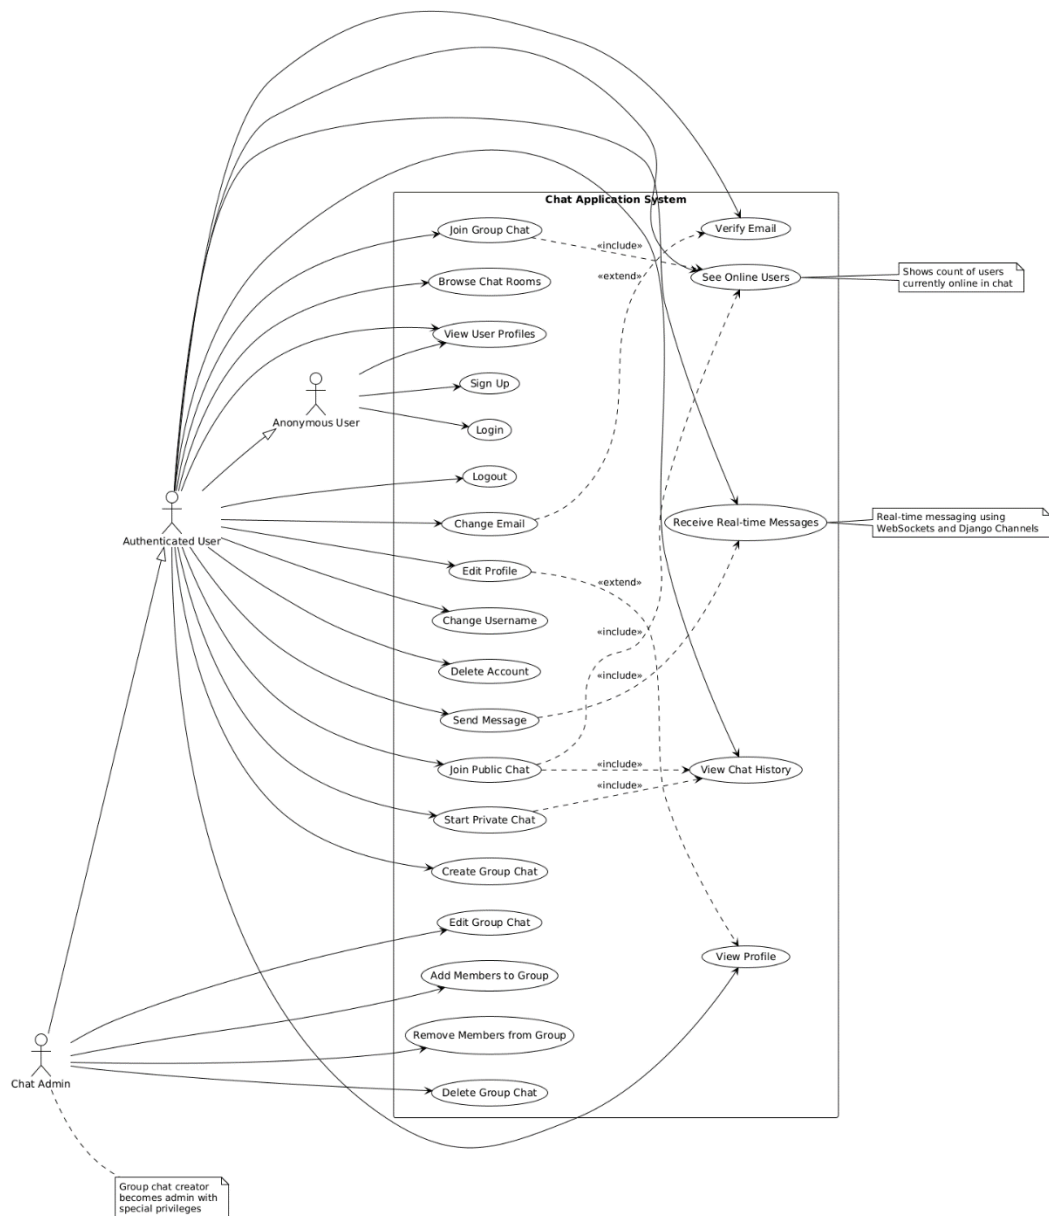 Chat Application System
Join Group Chat
«include»
Verify Email
«extend»
Browse Chat Rooms
See Online Users
Shows count of users
currently online in chat
View User Profiles
Sign Up
Anonymous User
Login
Logout
Authenticated User
Change Email
Receive Real-time Messages
Real-time messaging using
WebSockets and Django Channels
Edit Profile
«extend»
Change Username
«include»
Delete Account
«include»
Send Message
Join Public Chat
«include»
View Chat History
«include»
Start Private Chat
Create Group Chat
Edit Group Chat
View Profile
Add Members to Group
Remove Members from Group
Chat Admin
Delete Group Chat
Group chat creator
becomes admin with
special privileges